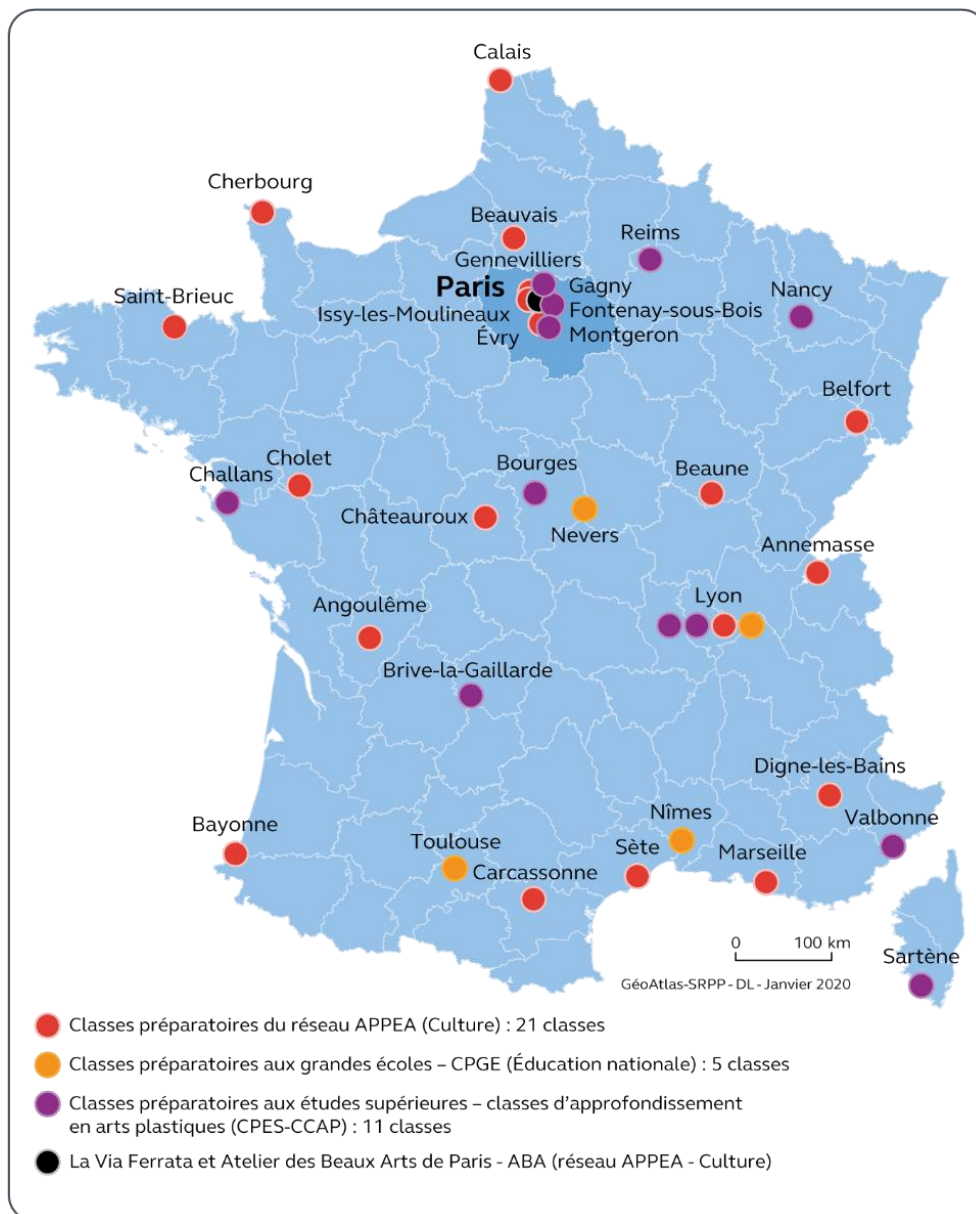 Calais
Cherbourg
Beauvais
Reims
Gennevilliers
Paris
Gagny
Saint-Brieuc
Nancy
Issy-les-Moulineaux
Fontenay-sous-Bois
Évry
Montgeron
Belfort
Cholet
Bourges
Beaune
Challans
Châteauroux
Nevers
Annemasse
Lyon
Angoulême
Brive-la-Gaillarde
Digne-les-Bains
Nîmes
Valbonne
Bayonne
Toulouse
Sète
Marseille
Carcassonne
0 100 km
Sartène
GéoAtlas-SRPP - DL - Janvier 2020
Classes préparatoires du réseau APPEA (Culture) : 21 classes
Classes préparatoires aux grandes écoles – CPGE (Éducation nationale) : 5 classes
Classes préparatoires aux études supérieures – classes d’approfondissement
en arts plastiques (CPES-CCAP) : 11 classes
La Via Ferrata et Atelier des Beaux Arts de Paris - ABA (réseau APPEA - Culture)